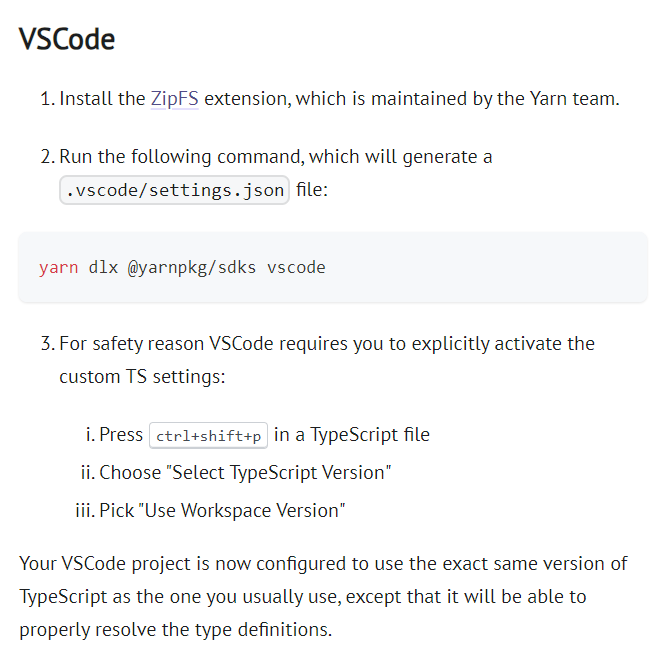 VSCode
1. Install the ZipFS extension, which is maintained by the Yarn team.
2. Run the following command, which will generate a
.vscode/settings.json file:
yarn dlx @yarnpkg/sdks vscode
3. For safety reason VSCode requires you to explicitly activate the
custom TS settings:
i. Press ctrl+shift+p in a TypeScript file
ii. Choose "Select TypeScript Version"
iii. Pick "Use Workspace Version"
Your VSCode project is now configured to use the exact same version of
TypeScript as the one you usually use, except that it will be able to
properly resolve the type definitions.